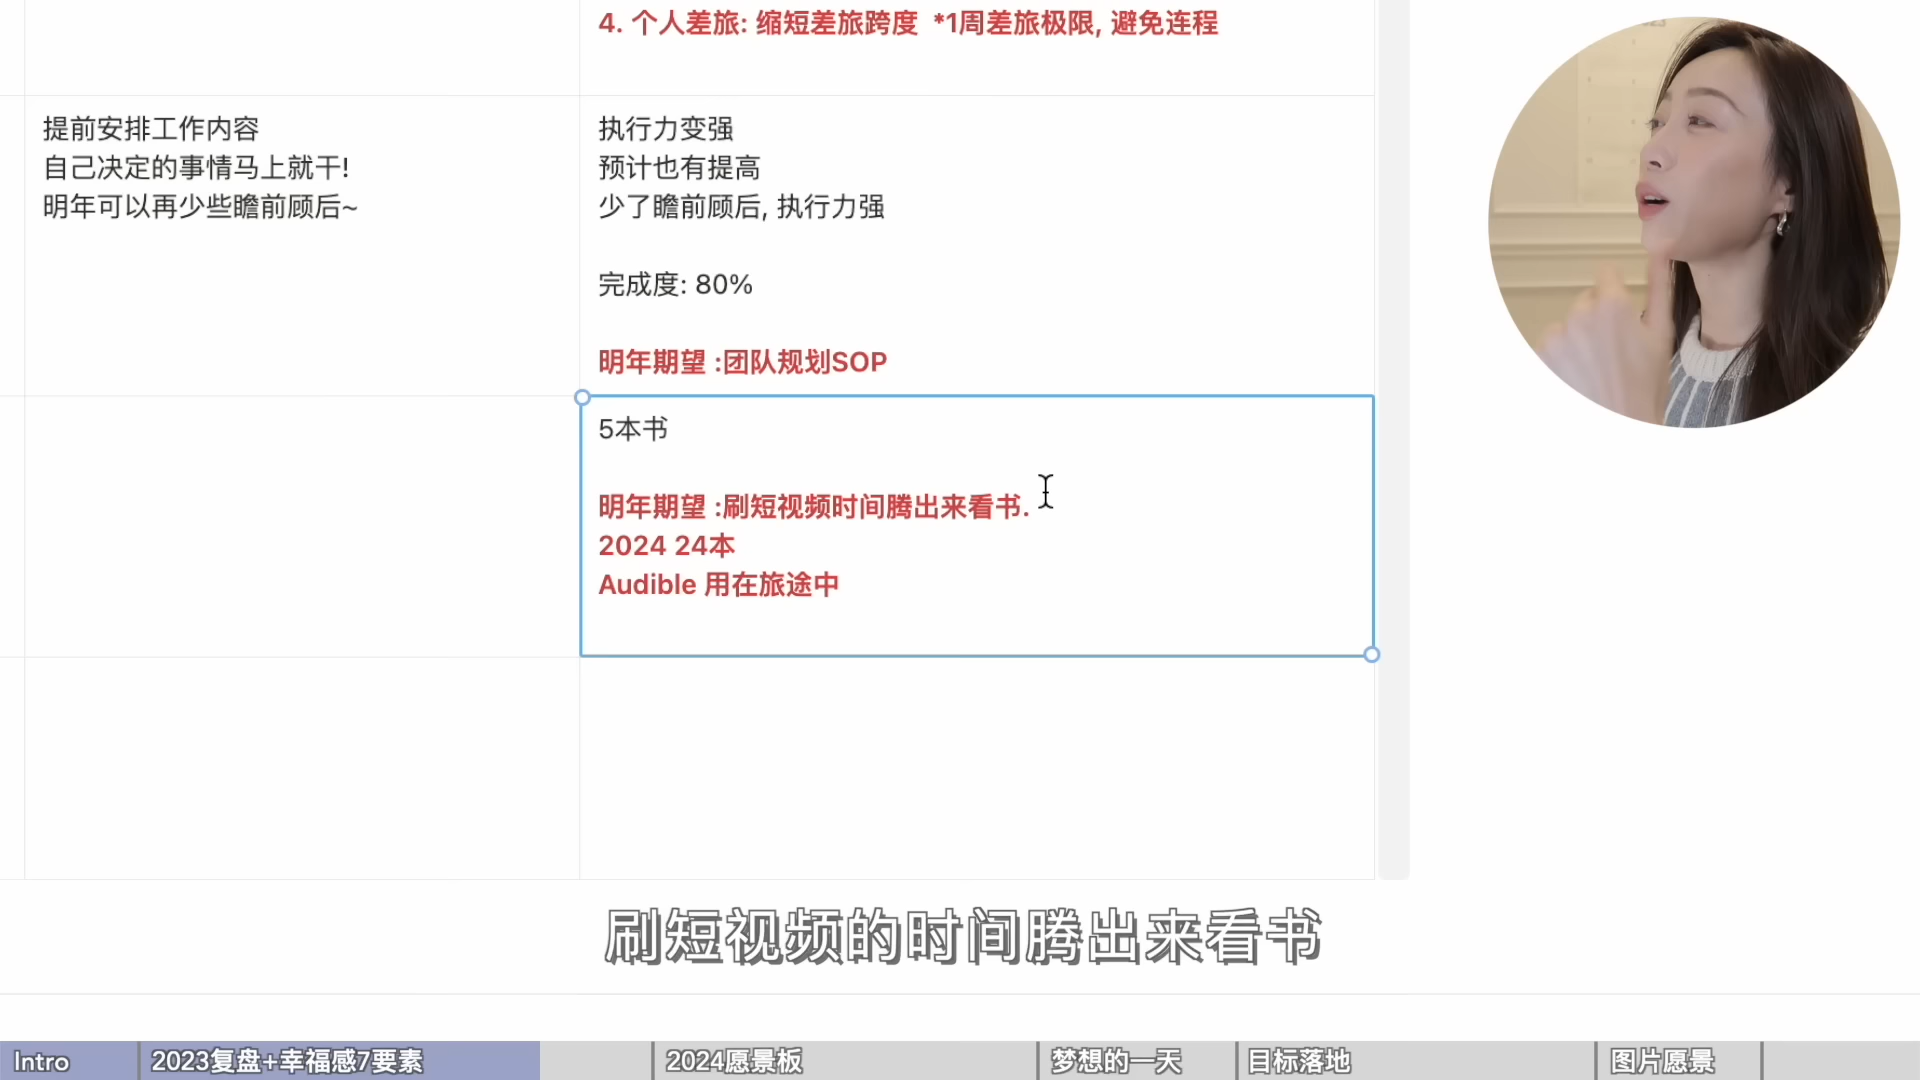 4. 个人差旅: 缩短差旅跨度 *1周差旅极限, 避免连程
提前安排工作内容
自己决定的事情马上就干!
明年可以再少些瞻前顾后~
执行力变强
预计也有提高
少了瞻前顾后, 执行力强
完成度: 80%
明年期望 :团队规划SOP
5本书
明年期望 :刷短视频时间腾出来看书.
2024 24本
Audible 用在旅途中
刷短视频的时间腾出来看书
Intro
2023复盘+幸福感7要素
2024愿景板
梦想的一天
目标落地
图片愿景